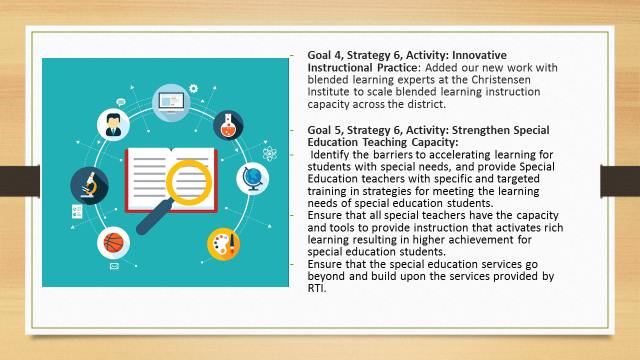 Goal 4, Strategy 6, Activity: Innovative
Instructional Practice: Added our new work with
blended learning experts at the Christensen
Institute to scale blended learning instruction
capacity across the district.
Goal 5, Strategy 6, Activity: Strengthen Special
Education Teaching Capacity:
Identify the barriers to accelerating learning for
students with special needs, and provide Special
Education teachers with specific and targeted
training in strategies for meeting the learning
needs of special education students.
Ensure that all special teachers have the capacity
and tools to provide instruction that activates rich
learning resulting in higher achievement for
special education students.
Ensure that the special education services go
beyond and build upon the services provided by
RTI.